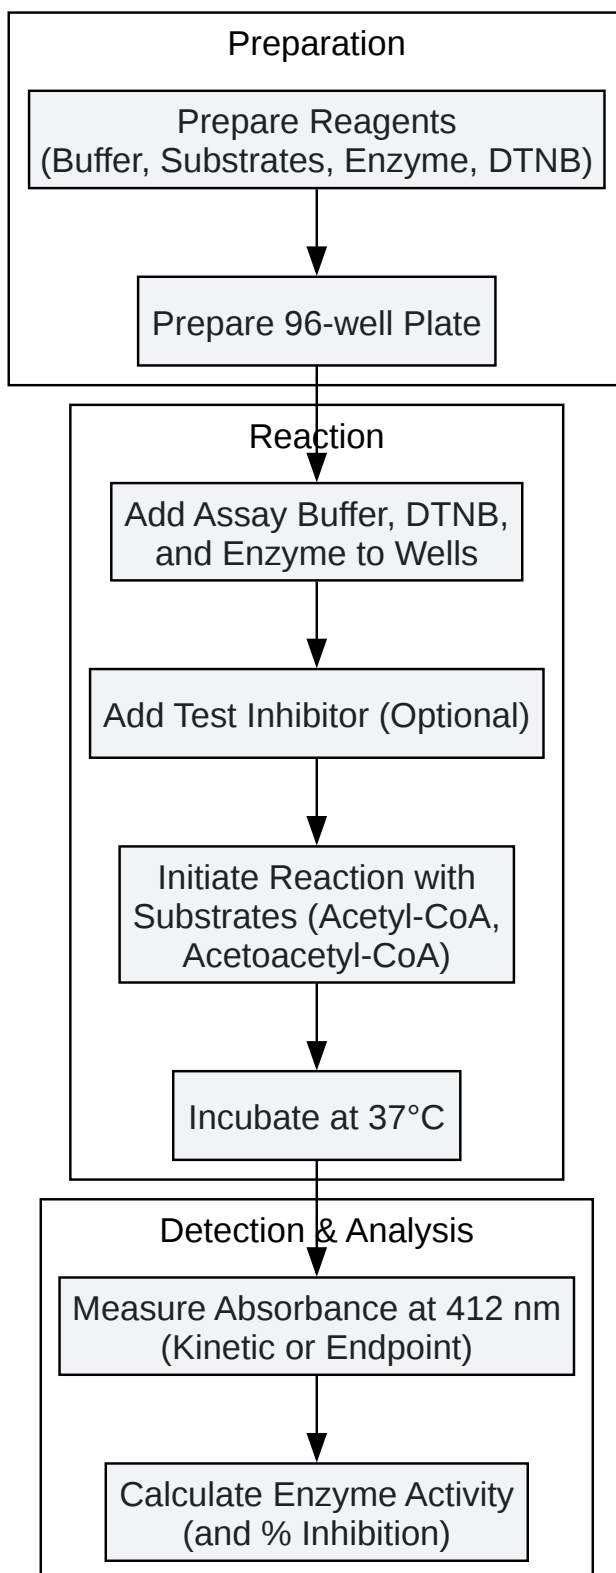 Preparation
Prepare Reagents
(Buffer, Substrates, Enzyme, DTNB)
Prepare 96-well Plate
Reaction
Add Assay Buffer, DTNB,
and Enzyme to Wells
Add Test Inhibitor (Optional)
Initiate Reaction with
Substrates (Acetyl-CoA,
Acetoacetyl-CoA)
Incubate at 37°C
Detection & Analysis
Measure Absorbance at 412 nm
(Kinetic or Endpoint)
Calculate Enzyme Activity
(and % Inhibition)